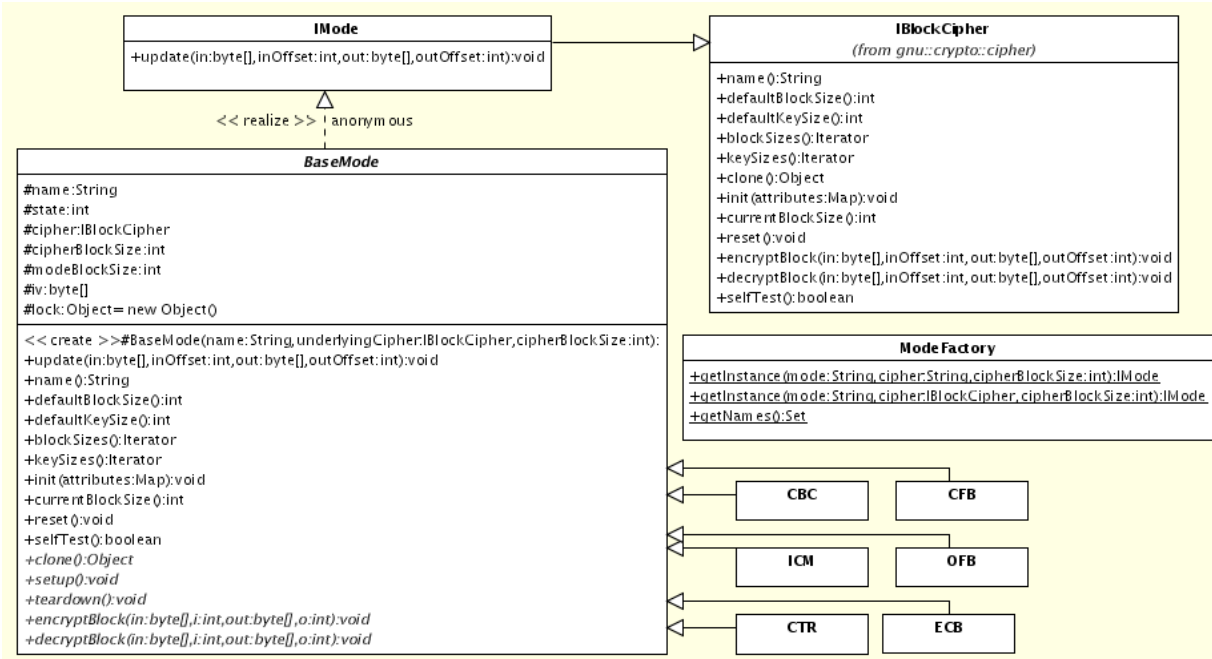 IMode
+update(in:byte[],inOffset:int,out:byte[],outOffset:int):void
IBlockCipher
(from gnu::crypto::cipher)
+name():String
+defaultBlockSize():int
+defaultKeySize():int
+blockSizes():Iterator
+keySizes():Iterator
+clone():Object
+init(attributes:Map):void
+currentBlockSize():int
+reset():void
+encryptBlock(in:byte[],inOffset:int,out:byte[],outOffset:int):void
+decryptBlock(in:byte[],inOffset:int,out:byte[],outOffset:int):void
+selfTest():boolean
<< realize >> anonymous
BaseMode
#name:String
#state:int
#cipher:IBlockCipher
#cipherBlockSize:int
#modeBlockSize:int
#iv:byte[]
#lock:Object= new Object()
<< create >>#BaseMode(name:String,underlyingCipher:IBlockCipher,cipherBlockSize:int):
+update(in:byte[],inOffset:int,out:byte[],outOffset:int):void
+name():String
+defaultBlockSize():int
+defaultKeySize():int
+blockSizes():Iterator
+keySizes():Iterator
+init(attributes:Map):void
+currentBlockSize():int
+reset():void
+selfTest():boolean
+clone():Object
+setup():void
+teardown():void
+encryptBlock(in:byte[],i:int,out:byte[],o:int):void
+decryptBlock(in:byte[],i:int,out:byte[],o:int):void
ModeFactory
+getInstance(mode:String,cipher:String,cipherBlockSize:int):IMode
+getInstance(mode:String,cipher:IBlockCipher,cipherBlockSize:int):IMode
+getNames():Set
CBC
CFB
ICM
OFB
CTR
ECB